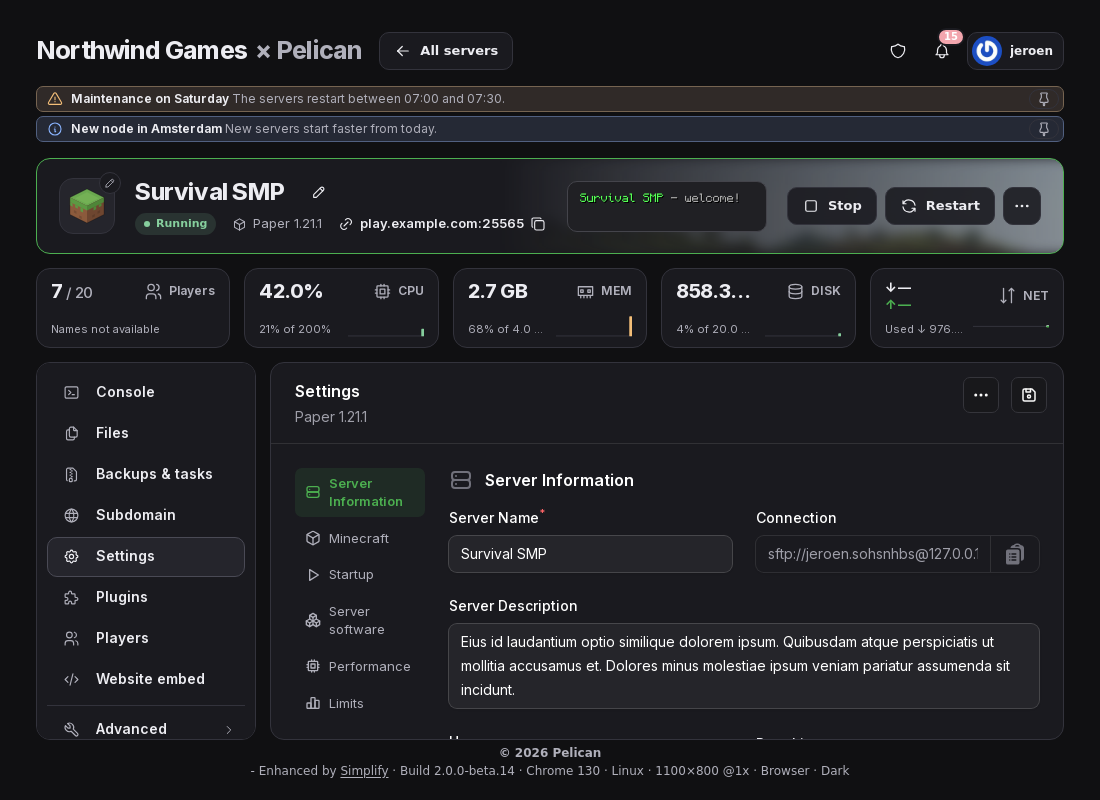 Northwind Games × Pelican
All servers
15
jeroen
Maintenance on Saturday The servers restart between 07:00 and 07:30.
New node in Amsterdam New servers start faster from today.
Survival SMP
Running
Paper 1.21.1
play.example.com:25565
Survival SMP - welcome!
Stop
Restart
7 / 20
Players
Names not available
42.0%
CPU
21% of 200%
2.7 GB
MEM
68% of 4.0 ...
858.3...
DISK
4% of 20.0 ...
↓—
↑—
NET
Used ↓ 976....
Console
Files
Backups & tasks
Subdomain
Settings
Plugins
Players
Website embed
Advanced
Settings
Paper 1.21.1
Server
Information
Minecraft
Startup
Server
software
Performance
Limits
Server Information
Server Name*
Survival SMP
Connection
sftp://jeroen.sohsnhbs@127.0.0.1
Server Description
Eius id laudantium optio similique dolorem ipsum. Quibusdam atque perspiciatis ut
mollitia accusamus et. Dolores minus molestiae ipsum veniam pariatur assumenda sit
incidunt.
© 2026 Pelican
- Enhanced by Simplify · Build 2.0.0-beta.14 · Chrome 130 · Linux · 1100×800 @1x · Browser · Dark